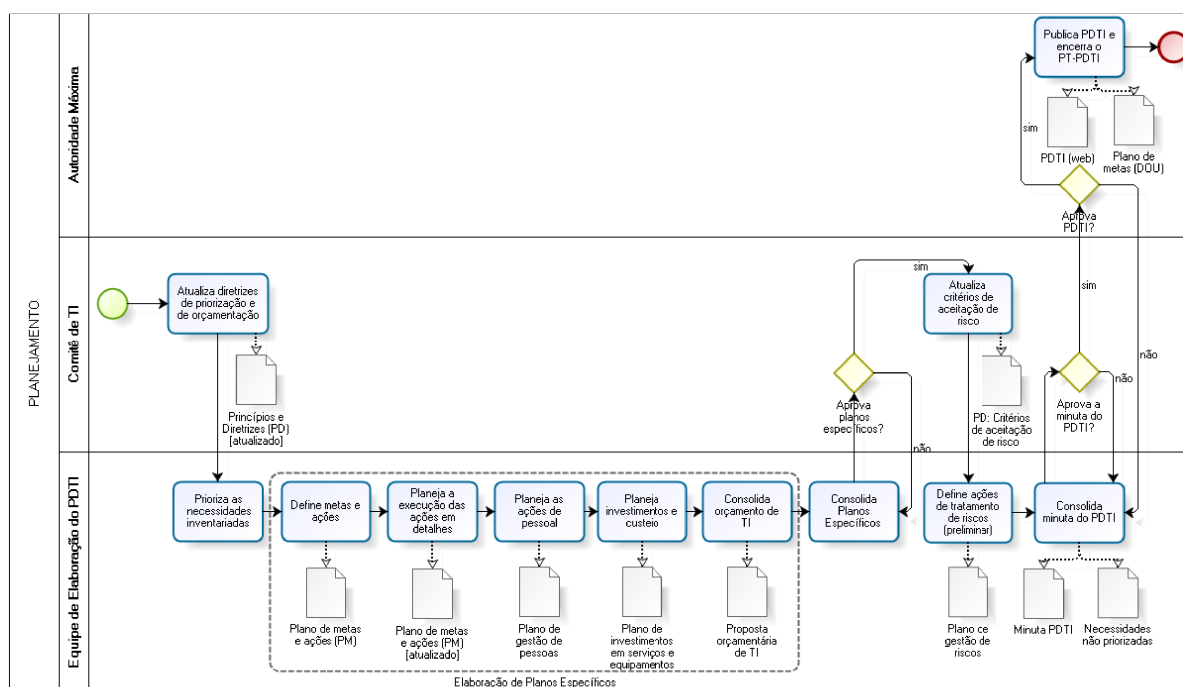 PLANEJAMENTO
Autoridade Máxima
Publica PDTI e
encerra o
PT-PDTI
PDTI (web)
Plano de
metas (DOU)
sim
Aprova
PDTI?
não
Comitê de TI
Atualiza diretrizes
de priorização e
de orçamentação
Princípios e
Diretrizes (PD)
[atualizado]
Aprova
planos
específicos?
sim
não
Atualiza
critérios de
aceitação de
risco
PD: Critérios
de aceitação
de risco
sim
Aprova a
minuta do
PDTI?
não
Equipe de Elaboração do PDTI
Prioriza as
necessidades
inventariadas
Define metas e
ações
Plano de metas
e ações (PM)
Planeja a
execução das
ações em
detalhes
Plano de metas
e ações (PM)
[atualizado]
Planeja as
ações de
pessoal
Plano de
gestão de
pessoas
Planeja
investimentos e
custeio
Plano de
investimentos
em serviços e
equipamentos
Consolida
orçamento de
TI
Proposta
orçamentária
de TI
Elaboração de Planos Específicos
Consolida
Planos
Específicos
Define ações
de tratamento
de riscos
(preliminar)
Plano ce
gestão de
riscos
Consolida
minuta do PDTI
Minuta PDTI
Necessidades
não priorizadas